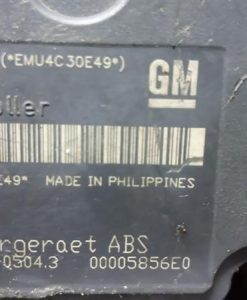 (*EMU4C30E49*)
GM
ller
E49* MADE IN PHILIPPINES
rgeraet ABS
-0504.3 00005856E0